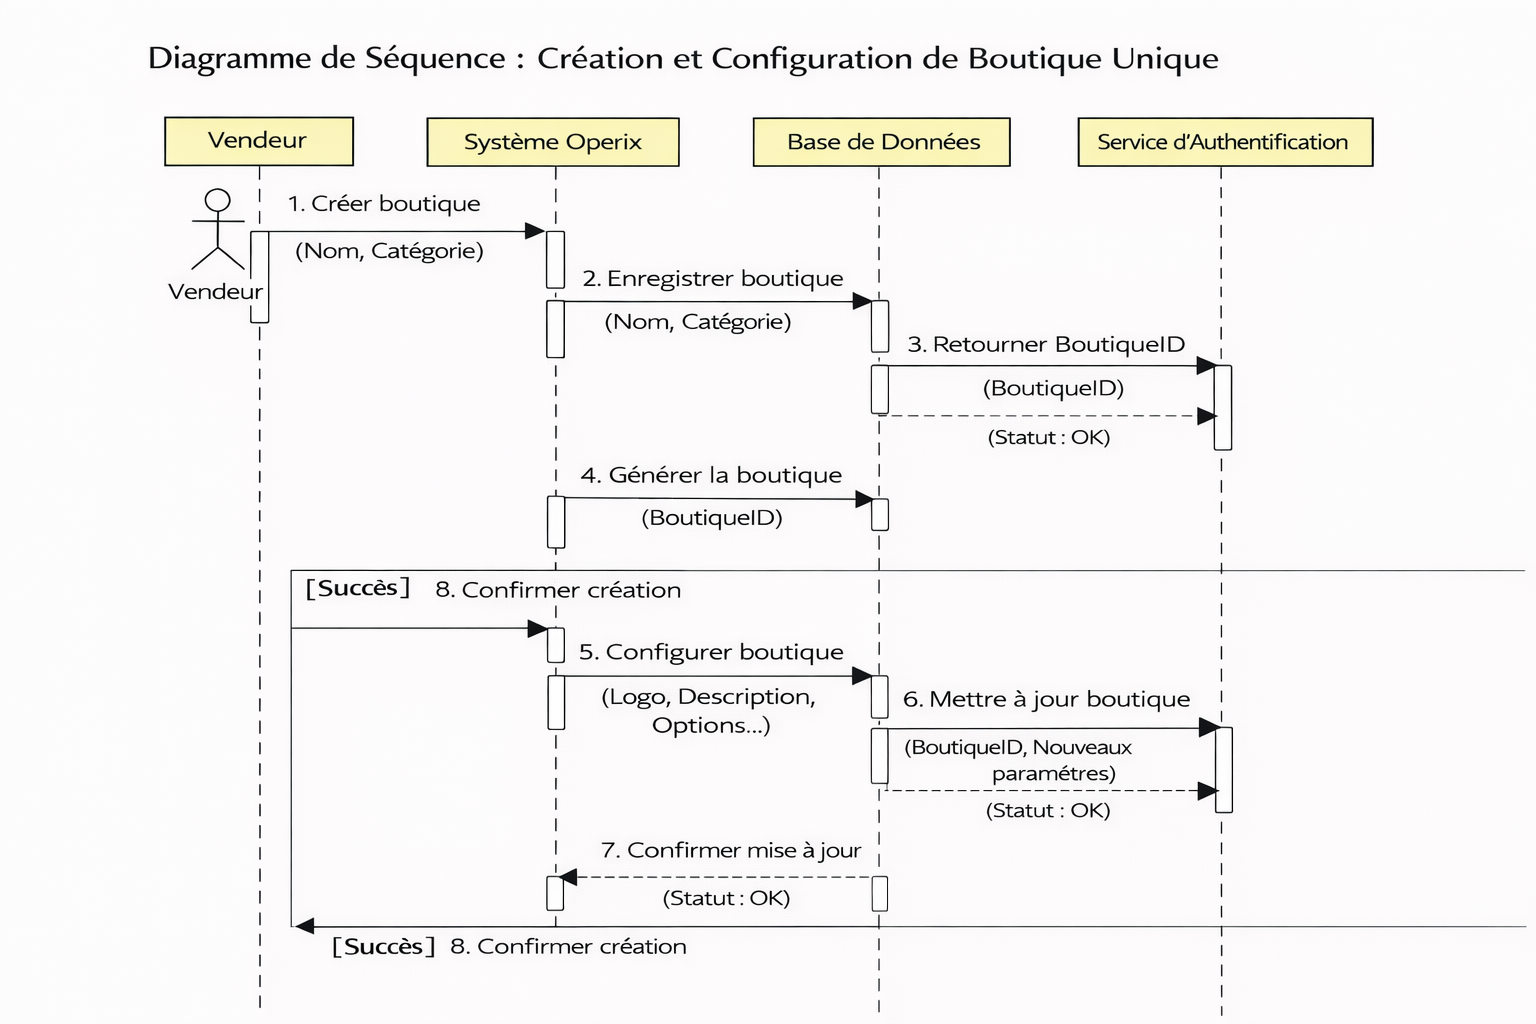 Diagramme de Séquence : Création et Configuration de Boutique Unique
Vendeur
Système Operix
Base de Données
Service d'Authentification
1. Créer boutique
(Nom, Catégorie)
Vendeur
2. Enregistrer boutique
(Nom, Catégorie)
3. Retourner BoutiqueID
(BoutiqueID)
(Statut : OK)
4. Générer la boutique
(BoutiqueID)
[Succès] 8. Confirmer création
5. Configurer boutique
(Logo, Description,
Options...)
6. Mettre à jour boutique
(BoutiqueID, Nouveaux
paramétres)
(Statut : OK)
7. Confirmer mise à jour
(Statut : OK)
[Succès] 8. Confirmer création